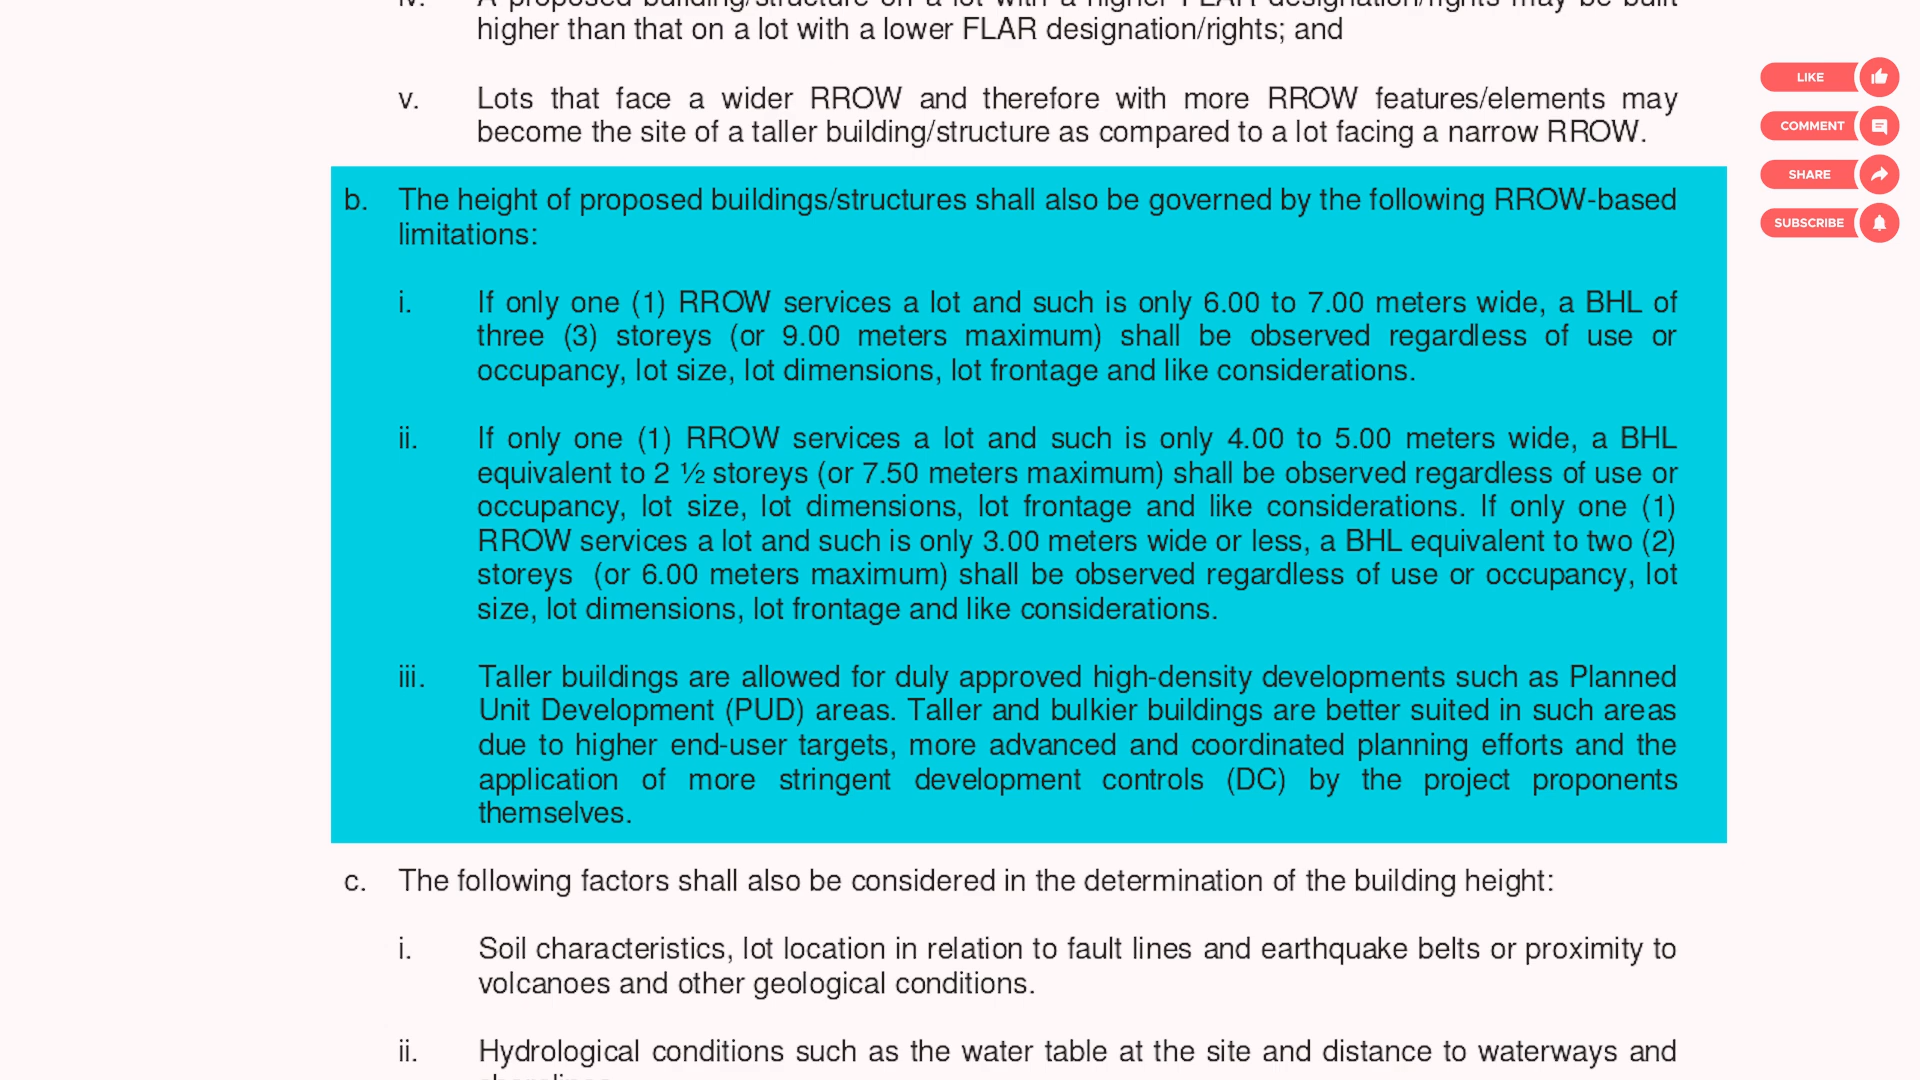 iv. A proposed building/structure on a lot with a higher FLAR designation/rights may be built
higher than that on a lot with a lower FLAR designation/rights; and
v. Lots that face a wider RROW and therefore with more RROW features/elements may
become the site of a taller building/structure as compared to a lot facing a narrow RROW.
b. The height of proposed buildings/structures shall also be governed by the following RROW-based
limitations:
i. If only one (1) RROW services a lot and such is only 6.00 to 7.00 meters wide, a BHL of
three (3) storeys (or 9.00 meters maximum) shall be observed regardless of use or
occupancy, lot size, lot dimensions, lot frontage and like considerations.
ii. If only one (1) RROW services a lot and such is only 4.00 to 5.00 meters wide, a BHL
equivalent to 2 ½ storeys (or 7.50 meters maximum) shall be observed regardless of use or
occupancy, lot size, lot dimensions, lot frontage and like considerations. If only one (1)
RROW services a lot and such is only 3.00 meters wide or less, a BHL equivalent to two (2)
storeys (or 6.00 meters maximum) shall be observed regardless of use or occupancy, lot
size, lot dimensions, lot frontage and like considerations.
iii. Taller buildings are allowed for duly approved high-density developments such as Planned
Unit Development (PUD) areas. Taller and bulkier buildings are better suited in such areas
due to higher end-user targets, more advanced and coordinated planning efforts and the
application of more stringent development controls (DC) by the project proponents
themselves.
c. The following factors shall also be considered in the determination of the building height:
i. Soil characteristics, lot location in relation to fault lines and earthquake belts or proximity to
volcanoes and other geological conditions.
ii. Hydrological conditions such as the water table at the site and distance to waterways and
LIKE
COMMENT
SHARE
SUBSCRIBE